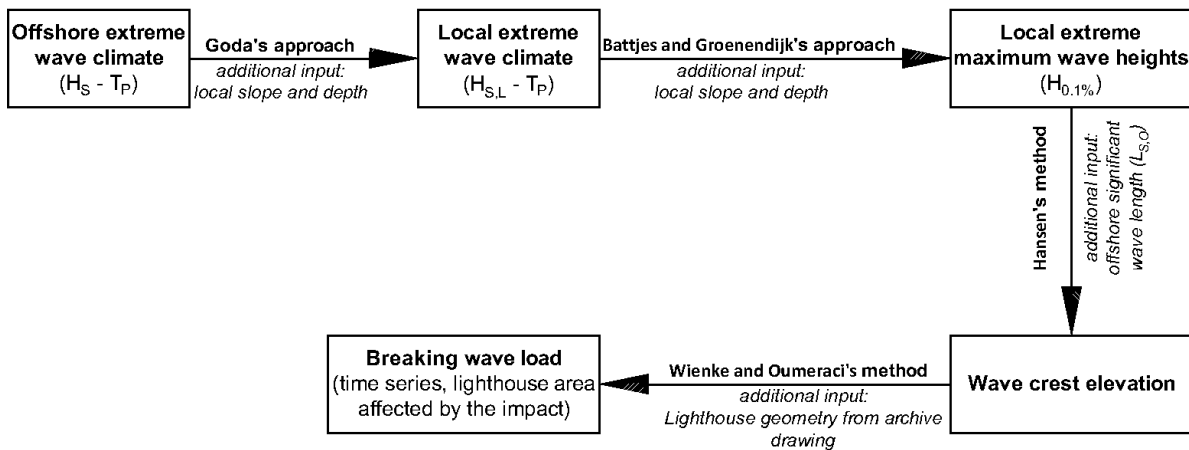 Offshore extreme
wave climate
(H_S - T_P)
Goda's approach
additional input:
local slope and depth
Local extreme
wave climate
(H_S,L - T_P)
Battjes and Groenendijk's approach
additional input:
local slope and depth
Local extreme
maximum wave heights
(H_0.1%)
Hansen's method
additional input:
offshore significant
wave length (L_S,O)
Wave crest elevation
Wienke and Oumeraci's method
additional input:
Lighthouse geometry from archive
drawing
Breaking wave load
(time series, lighthouse area
affected by the impact)